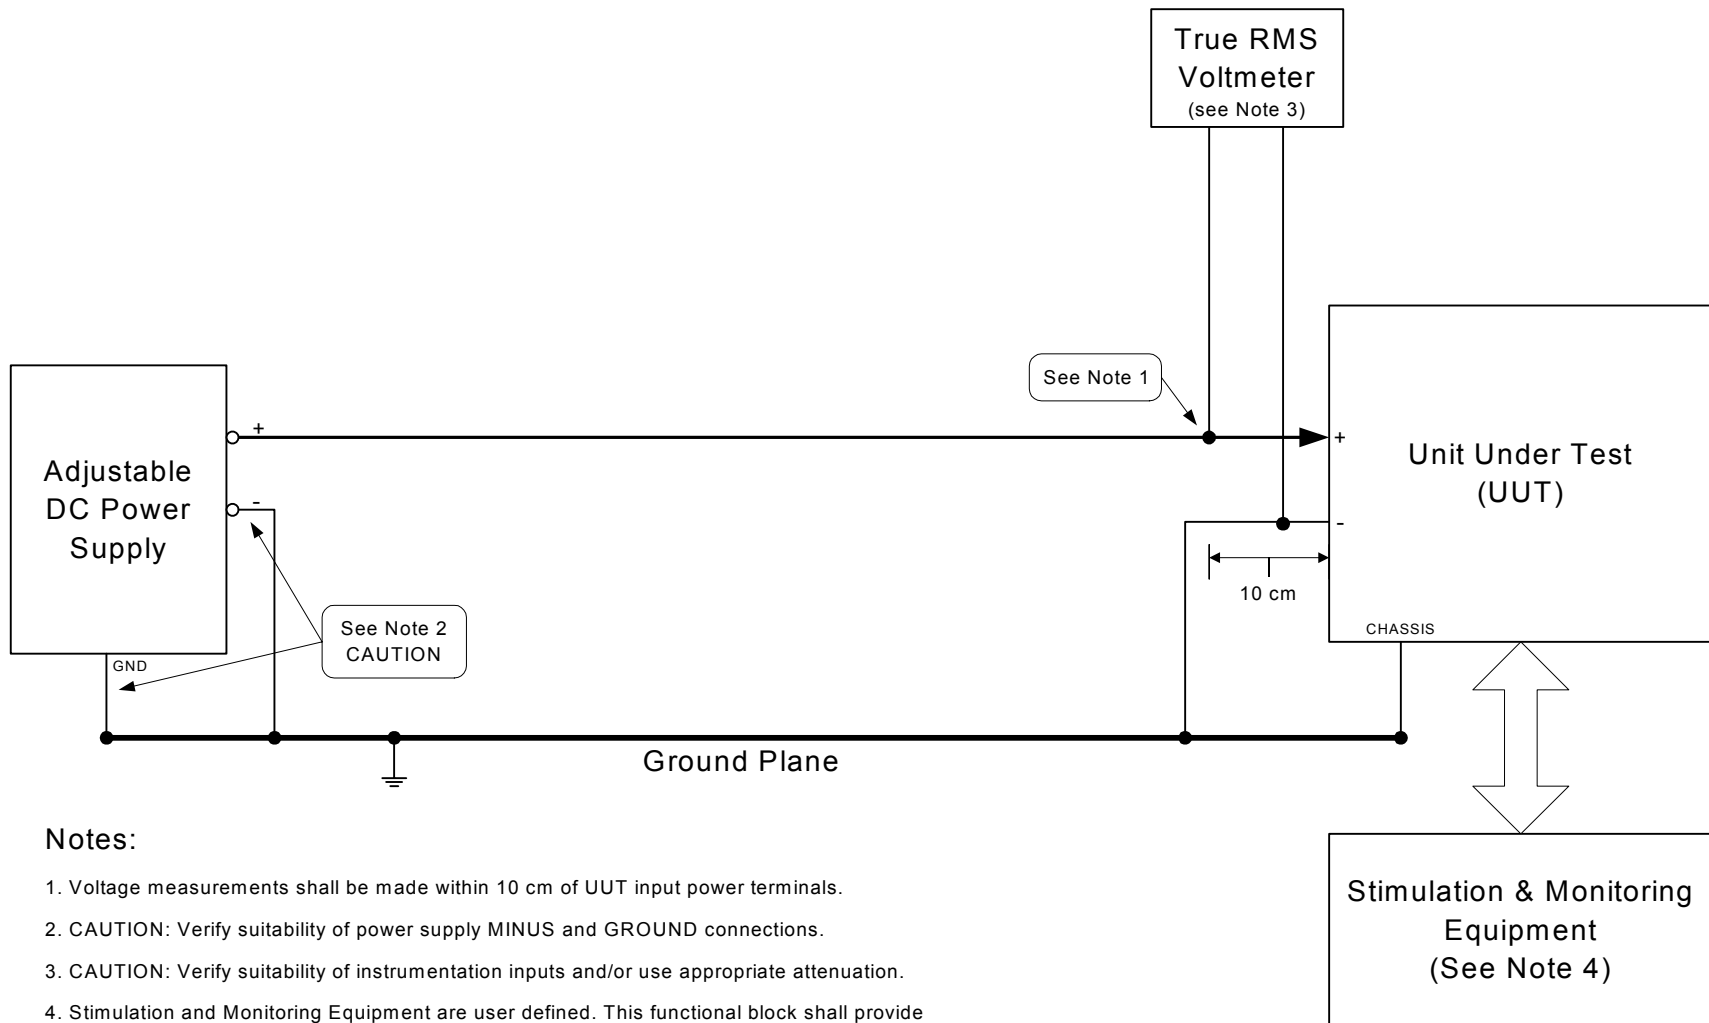 True RMS
Voltmeter
(see Note 3)
See Note 1
+
-
Adjustable
DC Power
Supply
+
-
Unit Under Test
(UUT)
10 cm
See Note 2
CAUTION
GND
CHASSIS
Ground Plane
Notes:
1. Voltage measurements shall be made within 10 cm of UUT input power terminals.
2. CAUTION: Verify suitability of power supply MINUS and GROUND connections.
3. CAUTION: Verify suitability of instrumentation inputs and/or use appropriate attenuation.
4. Stimulation and Monitoring Equipment are user defined. This functional block shall provide
Stimulation & Monitoring
Equipment
(See Note 4)